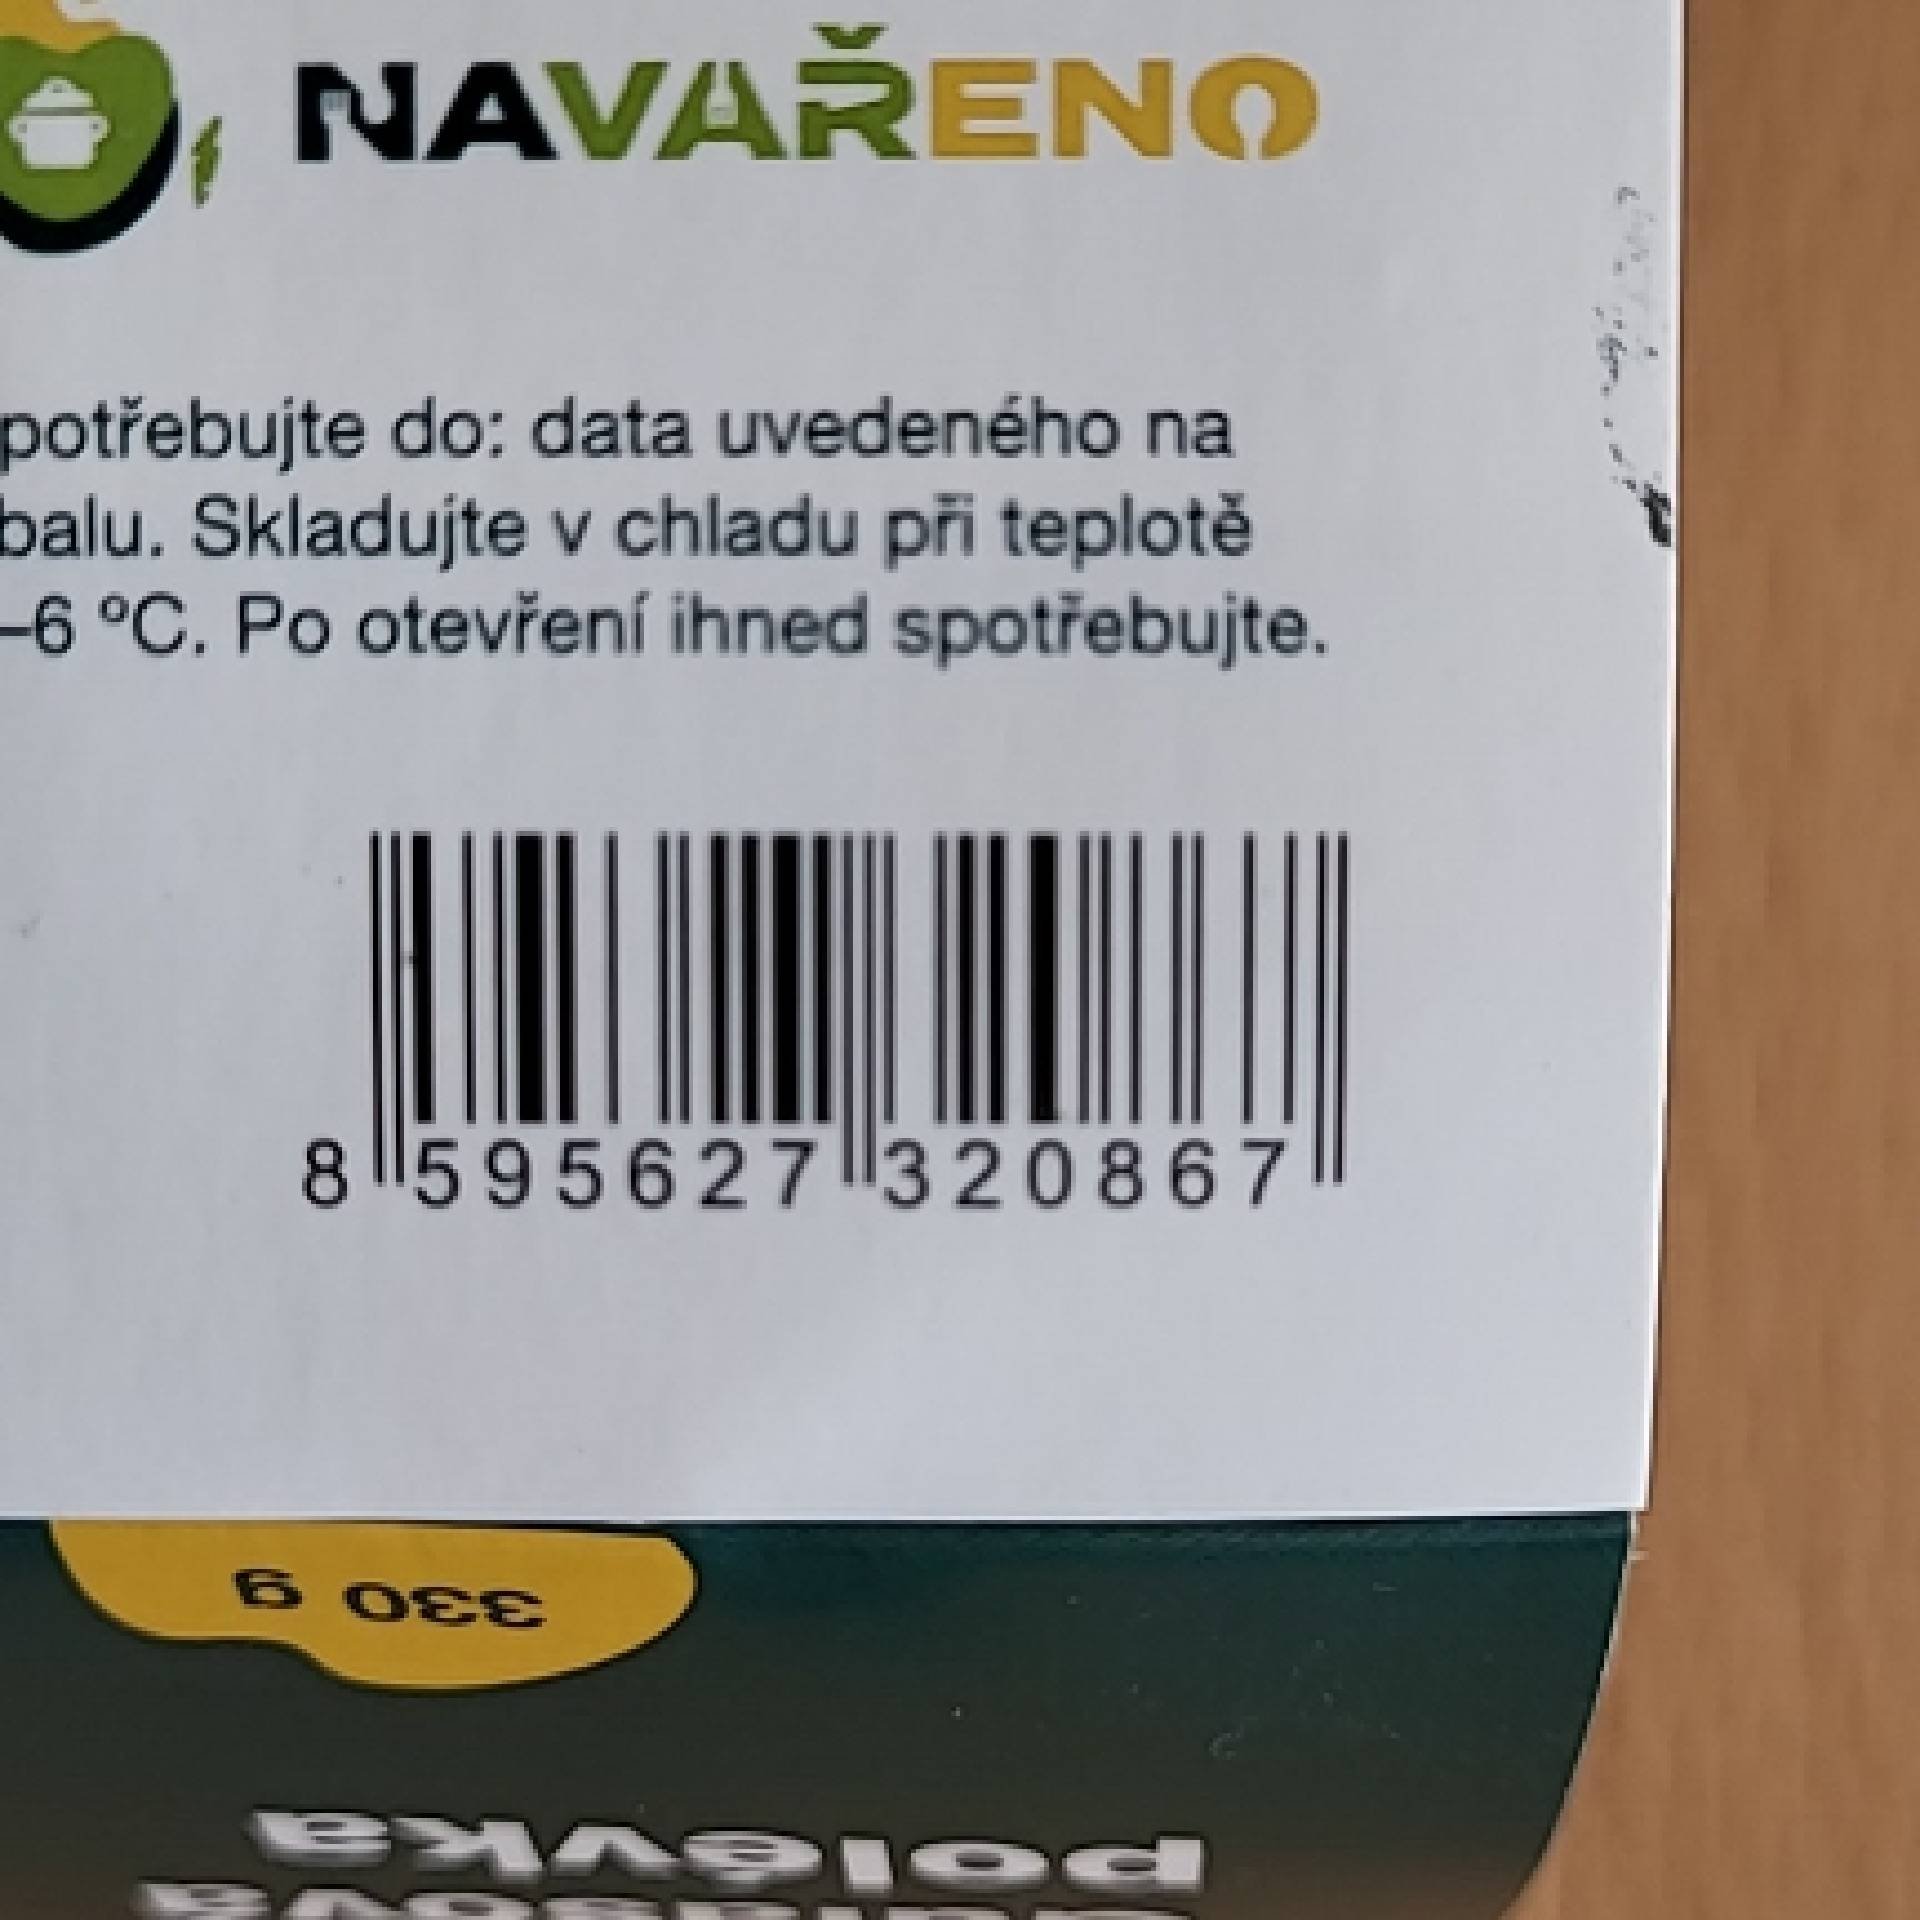 NAVAŘENO
potřebujte do: data uvedeného na
balu. Skladujte v chladu při teplotě
–6 ºC. Po otevření ihned spotřebujte.
8 595627 320867
330 g
polévka